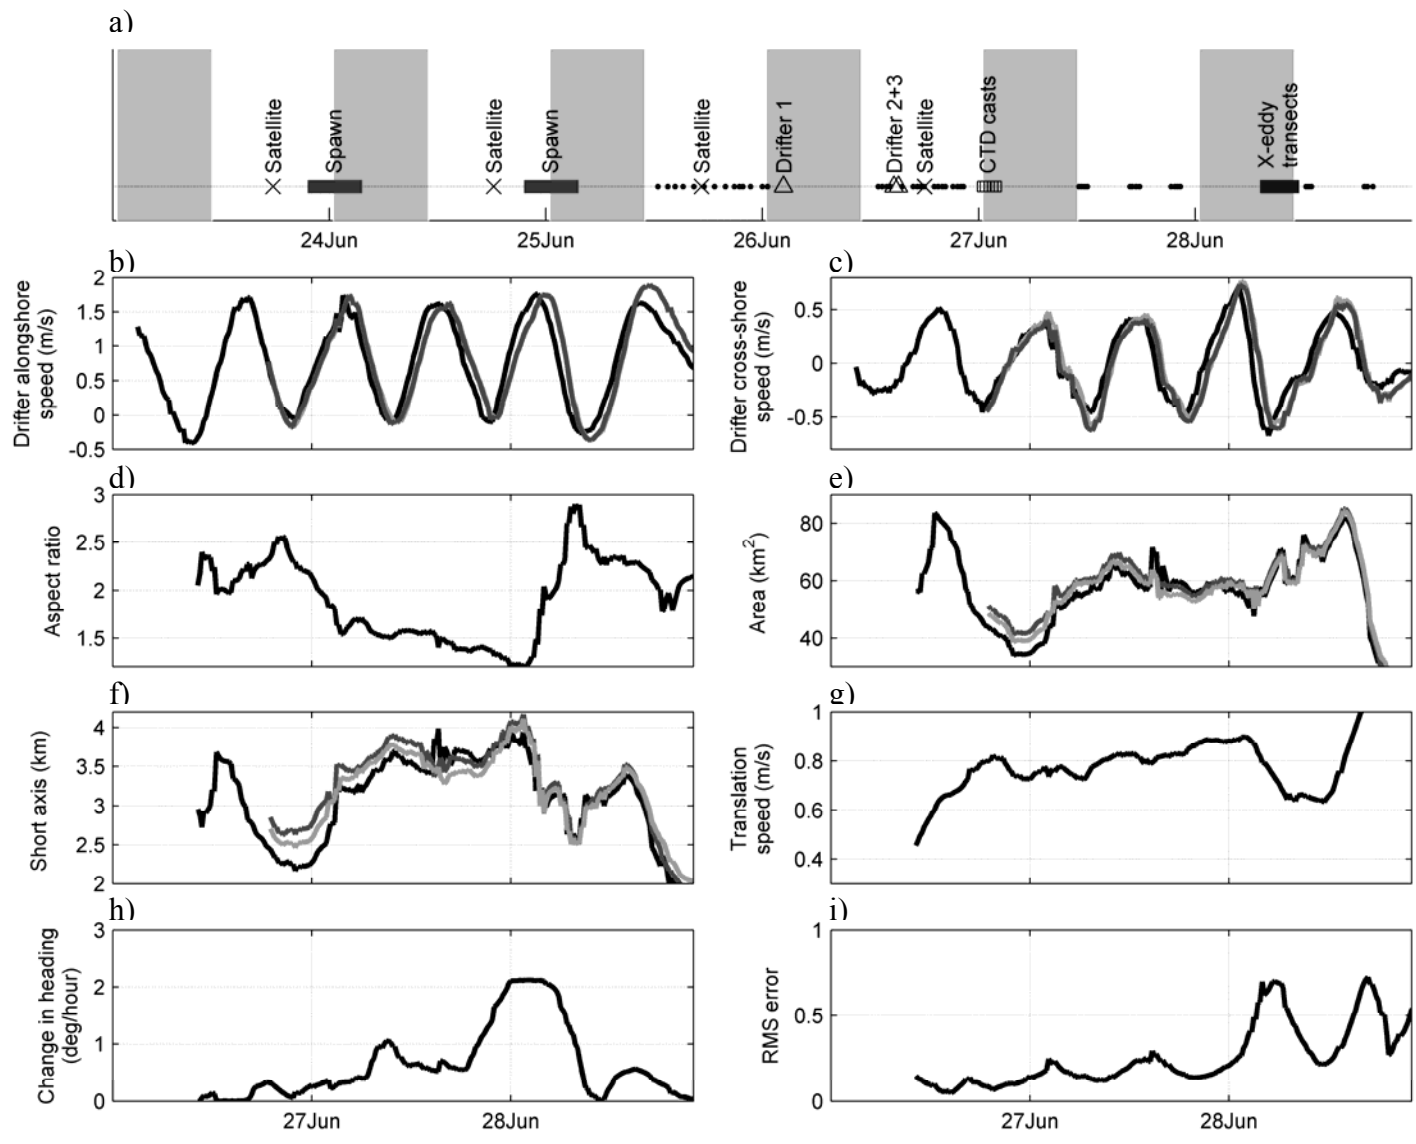 a)
Satellite
Spawn
Satellite
Spawn
Satellite
Drifter 1
Drifter 2+3
Satellite
CTD casts
X-eddy
transects
24Jun
25Jun
26Jun
27Jun
28Jun
b)
Drifter alongshore
speed (m/s)
2
1.5
1
0.5
0
-0.5
c)
Drifter cross-shore
speed (m/s)
0.5
0
-0.5
d)
Aspect ratio
3
2.5
2
1.5
e)
Area (km2)
80
60
40
f)
Short axis (km)
4
3.5
3
2.5
2
g)
Translation
speed (m/s)
1
0.8
0.6
0.4
h)
Change in heading
(deg/hour)
3
2
1
0
27Jun
28Jun
i)
RMS error
1
0.5
0
27Jun
28Jun